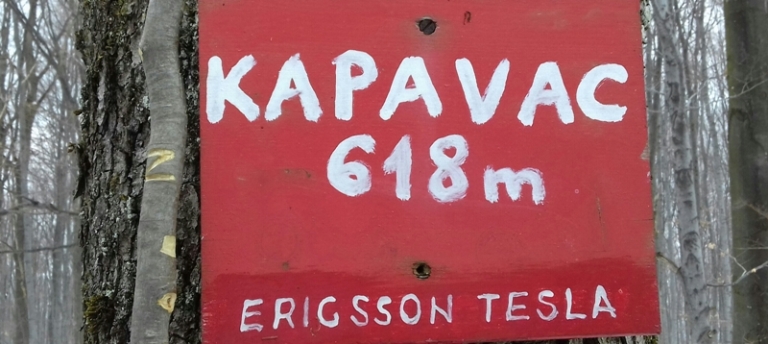 KAPAVAC
618m
ERIGSSON TESLA